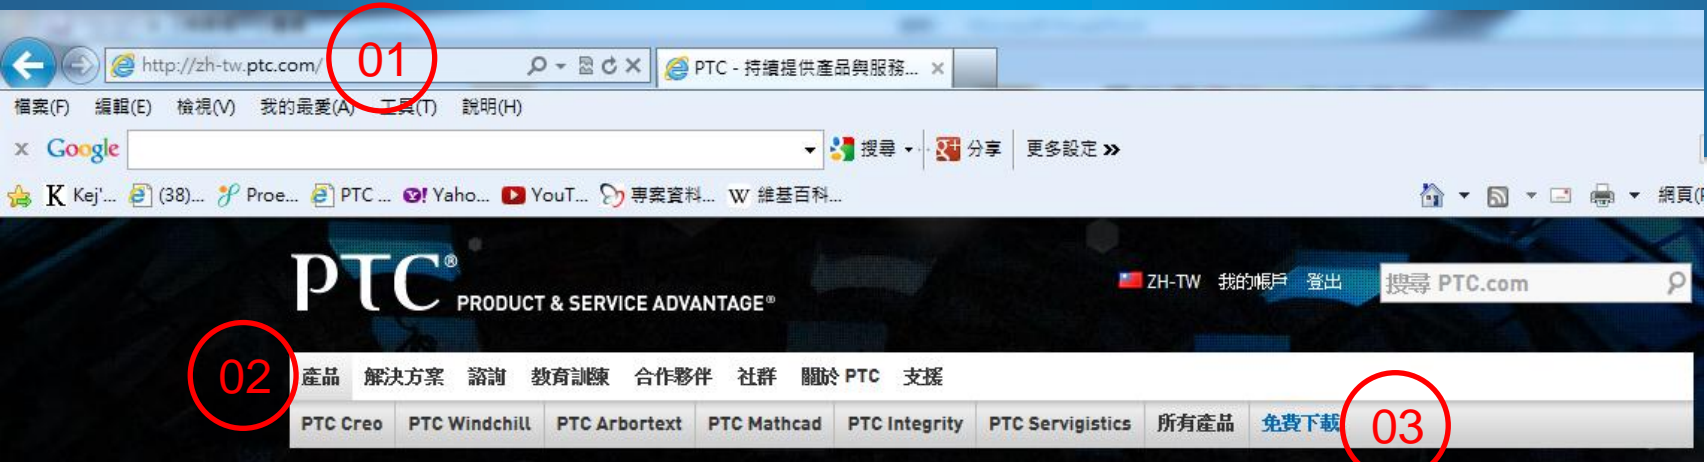 http://zh-tw.ptc.com/ 01 PTC - 持續提供產品與服務...
檔案(F) 編輯(E) 檢視(V) 我的最愛(A) 工具(T) 說明(H)
Google 搜尋 分享 更多設定
K Kej'... (38)... Proe... PTC ... Yaho... YouT... 專案資料... W 維基百科... 網頁(P
PTC® PRODUCT & SERVICE ADVANTAGE® ZH-TW 我的帳戶 登出 搜尋 PTC.com
02 產品 解決方案 諮詢 教育訓練 合作夥伴 社群 關於 PTC 支援
PTC Creo PTC Windchill PTC Arbortext PTC Mathcad PTC Integrity PTC Servigistics 所有產品 免費下載 03